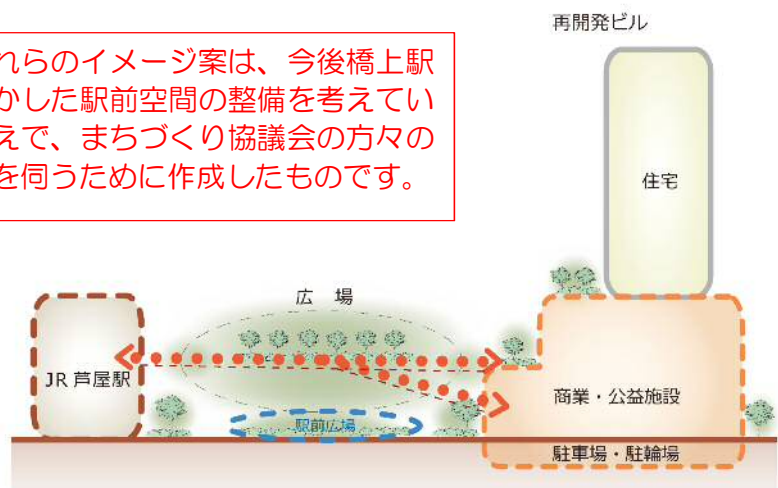 再開発ビル
れらのイメージ案は、今後橋上駅
かした駅前空間の整備を考えてい
えで、まちづくり協議会の方々の
を伺うために作成したものです。
住宅
広 場
JR 芦屋駅
商業・公益施設
駅前広場
駐車場・駐輪場